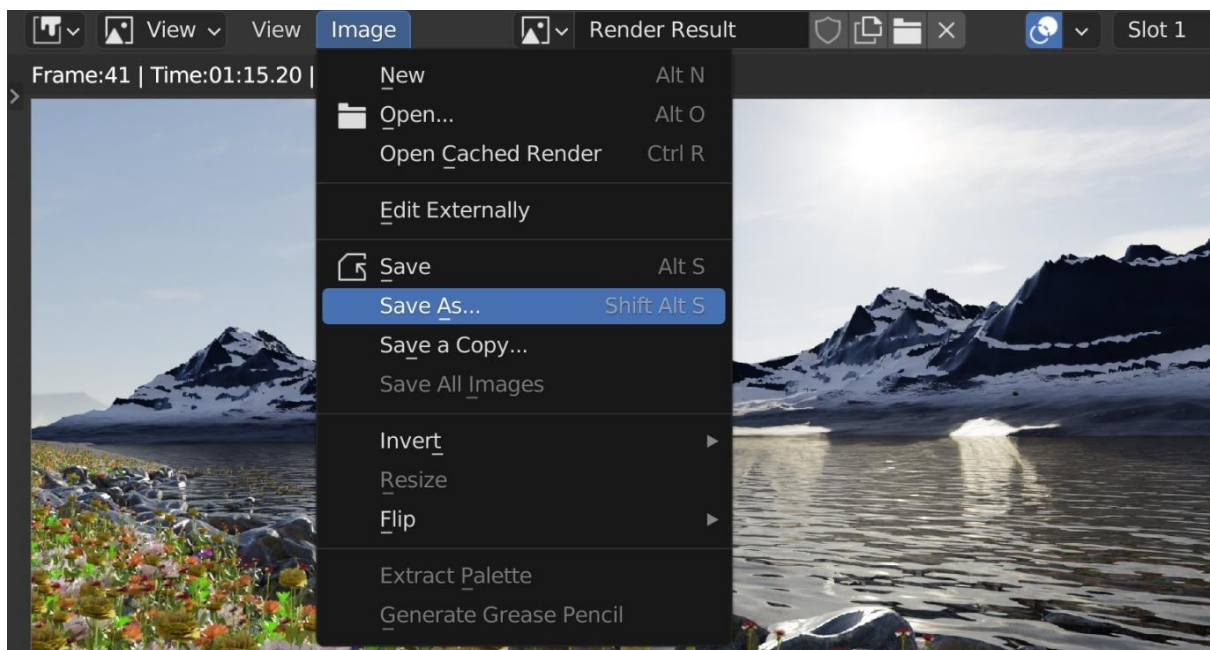 View View Image Render Result Slot 1
Frame:41 | Time:01:15.20 |
New Alt N
Open... Alt O
Open Cached Render Ctrl R
Edit Externally
Save Alt S
Save As... Shift Alt S
Save a Copy...
Save All Images
Invert
Resize
Flip
Extract Palette
Generate Grease Pencil